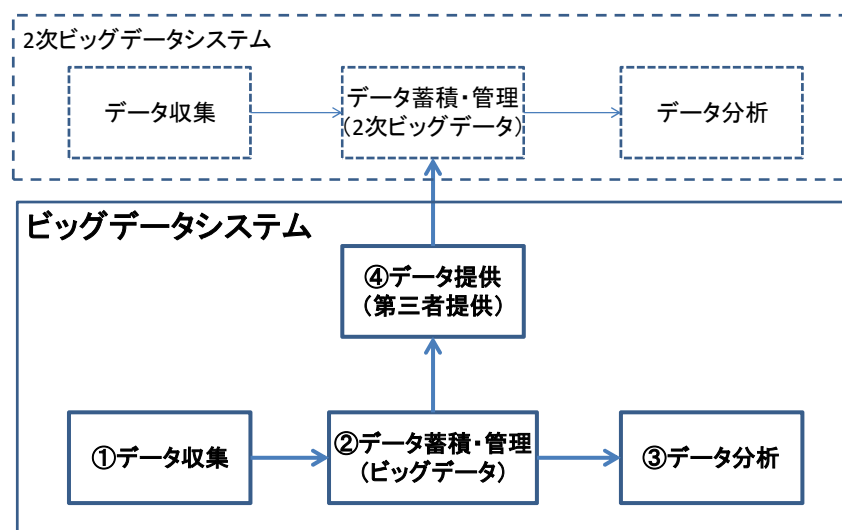 2次ビッグデータシステム
データ収集
データ蓄積・管理
(2次ビッグデータ)
データ分析
ビッグデータシステム
④データ提供
(第三者提供)
①データ収集
②データ蓄積・管理
(ビッグデータ)
③データ分析